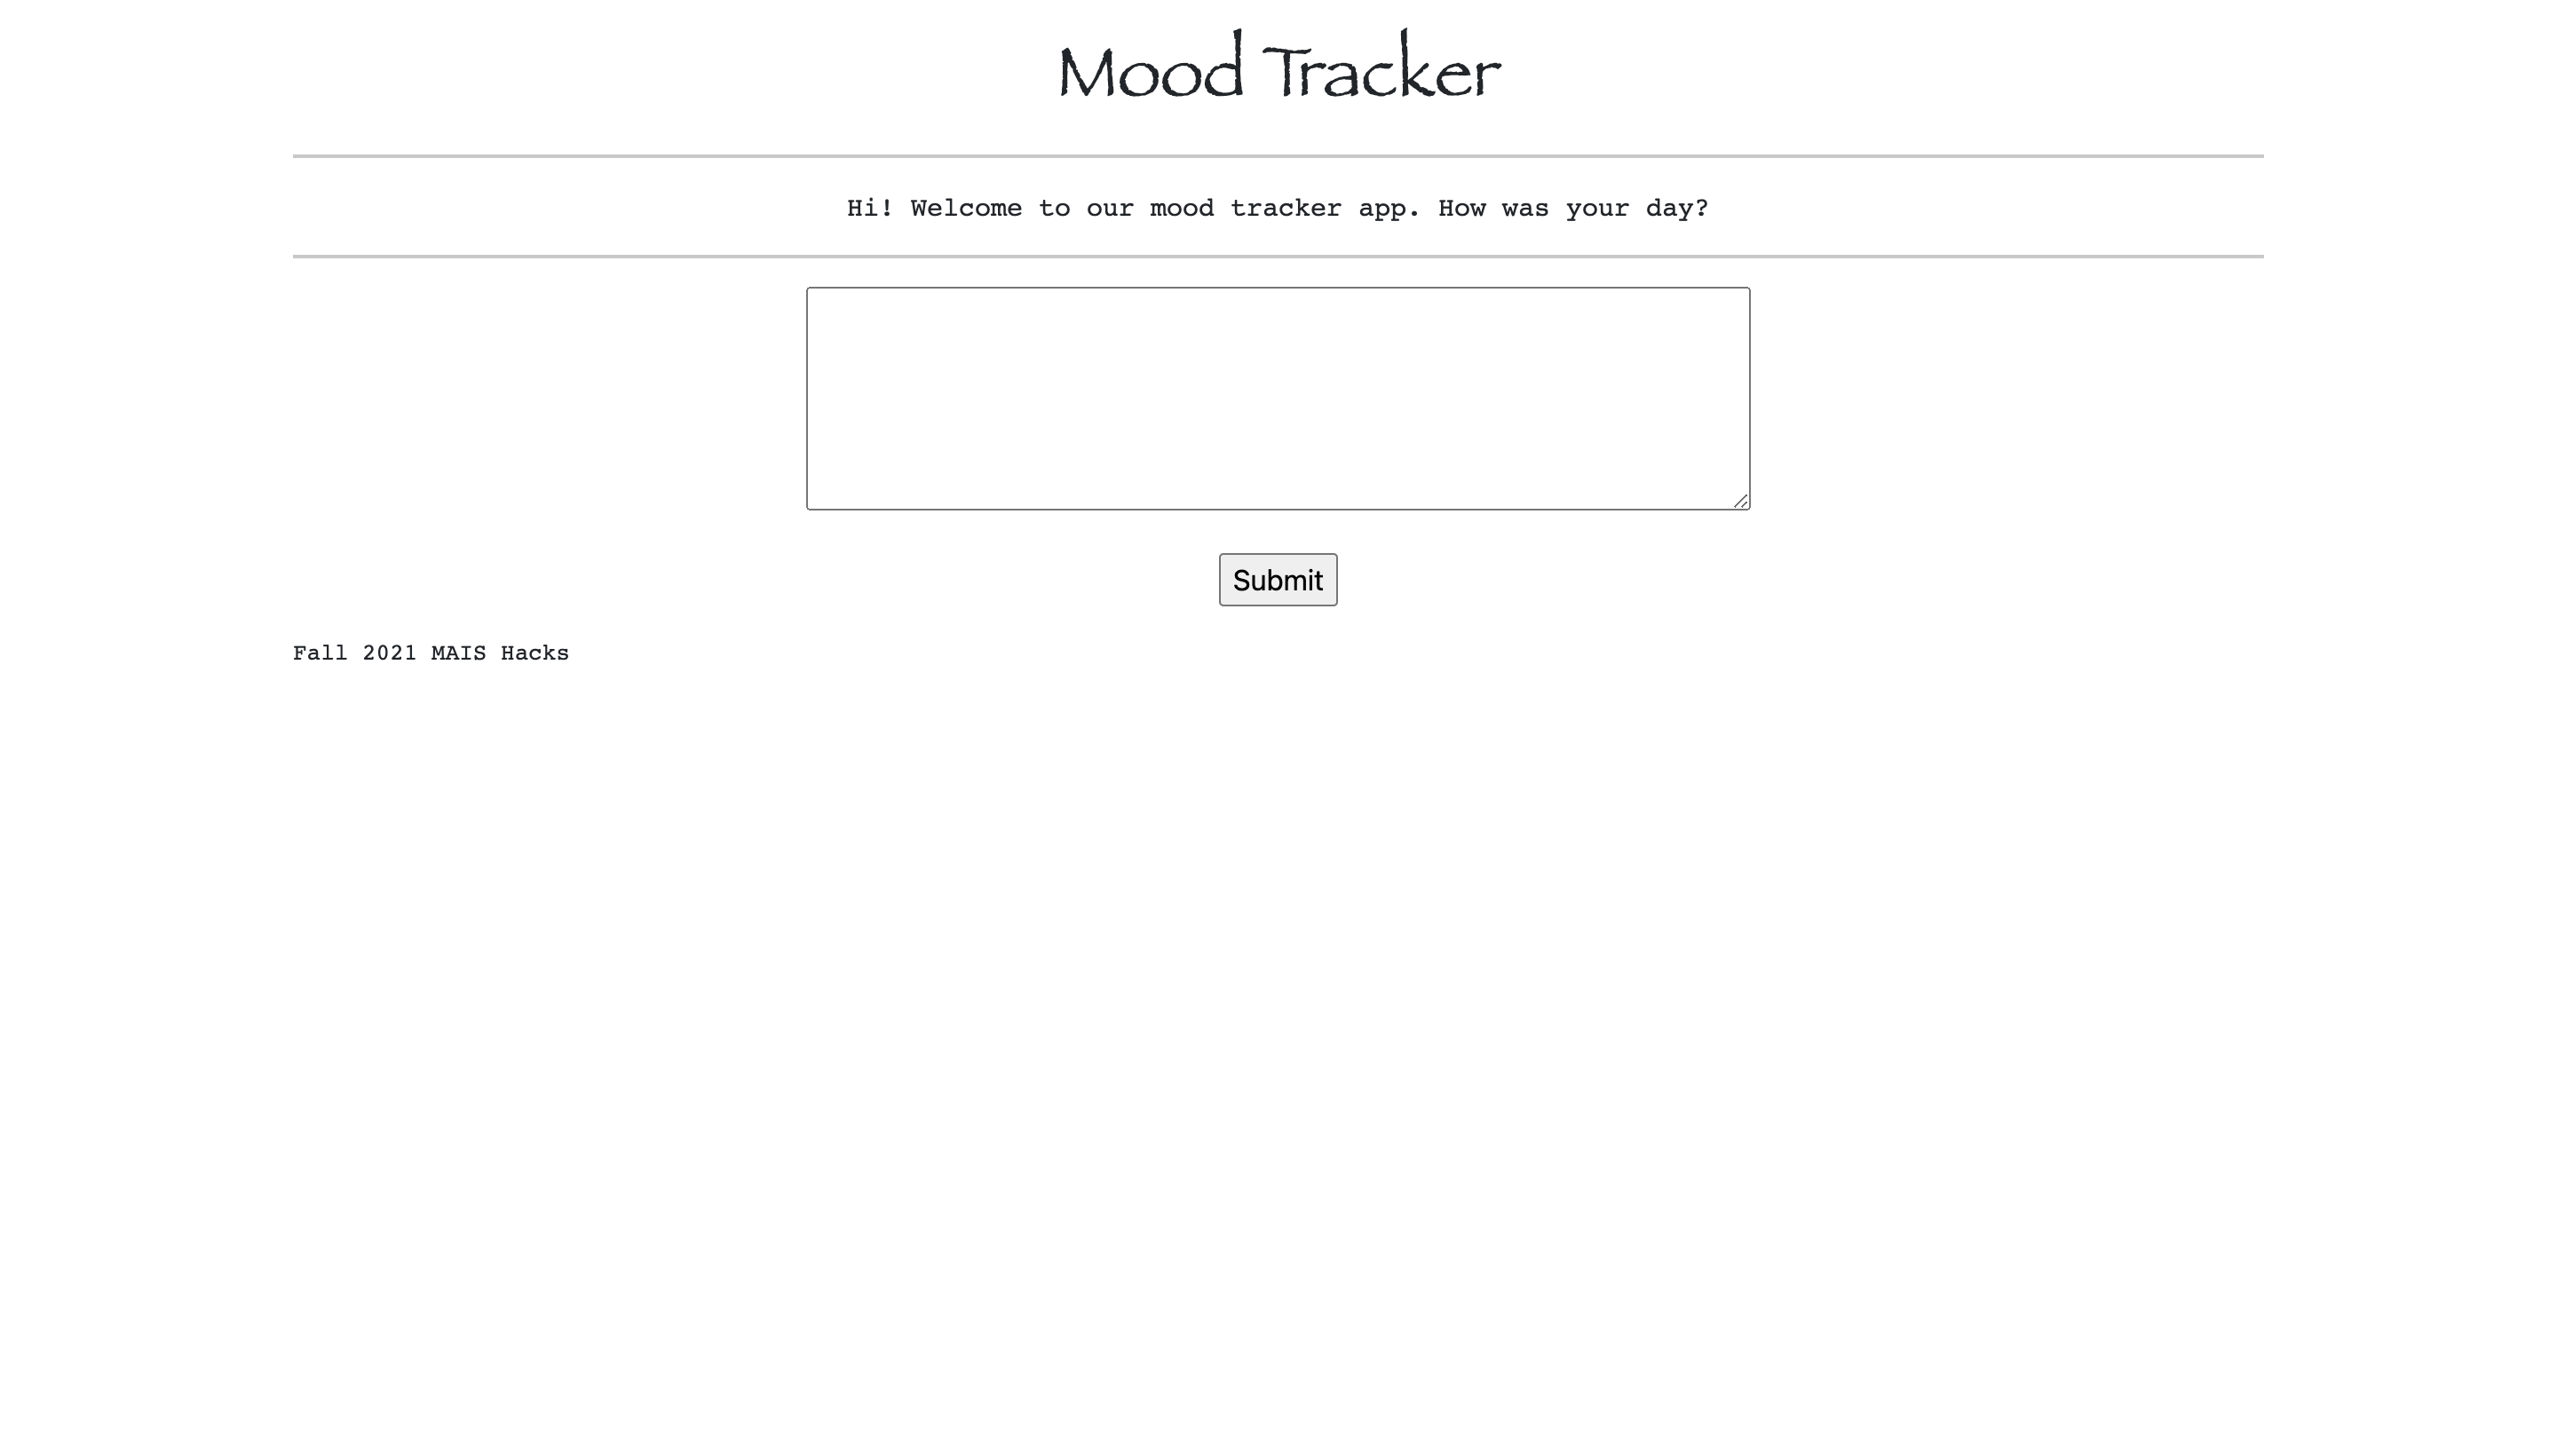 Mood Tracker
Hi! Welcome to our mood tracker app. How was your day?
Submit
Fall 2021 MAIS Hacks